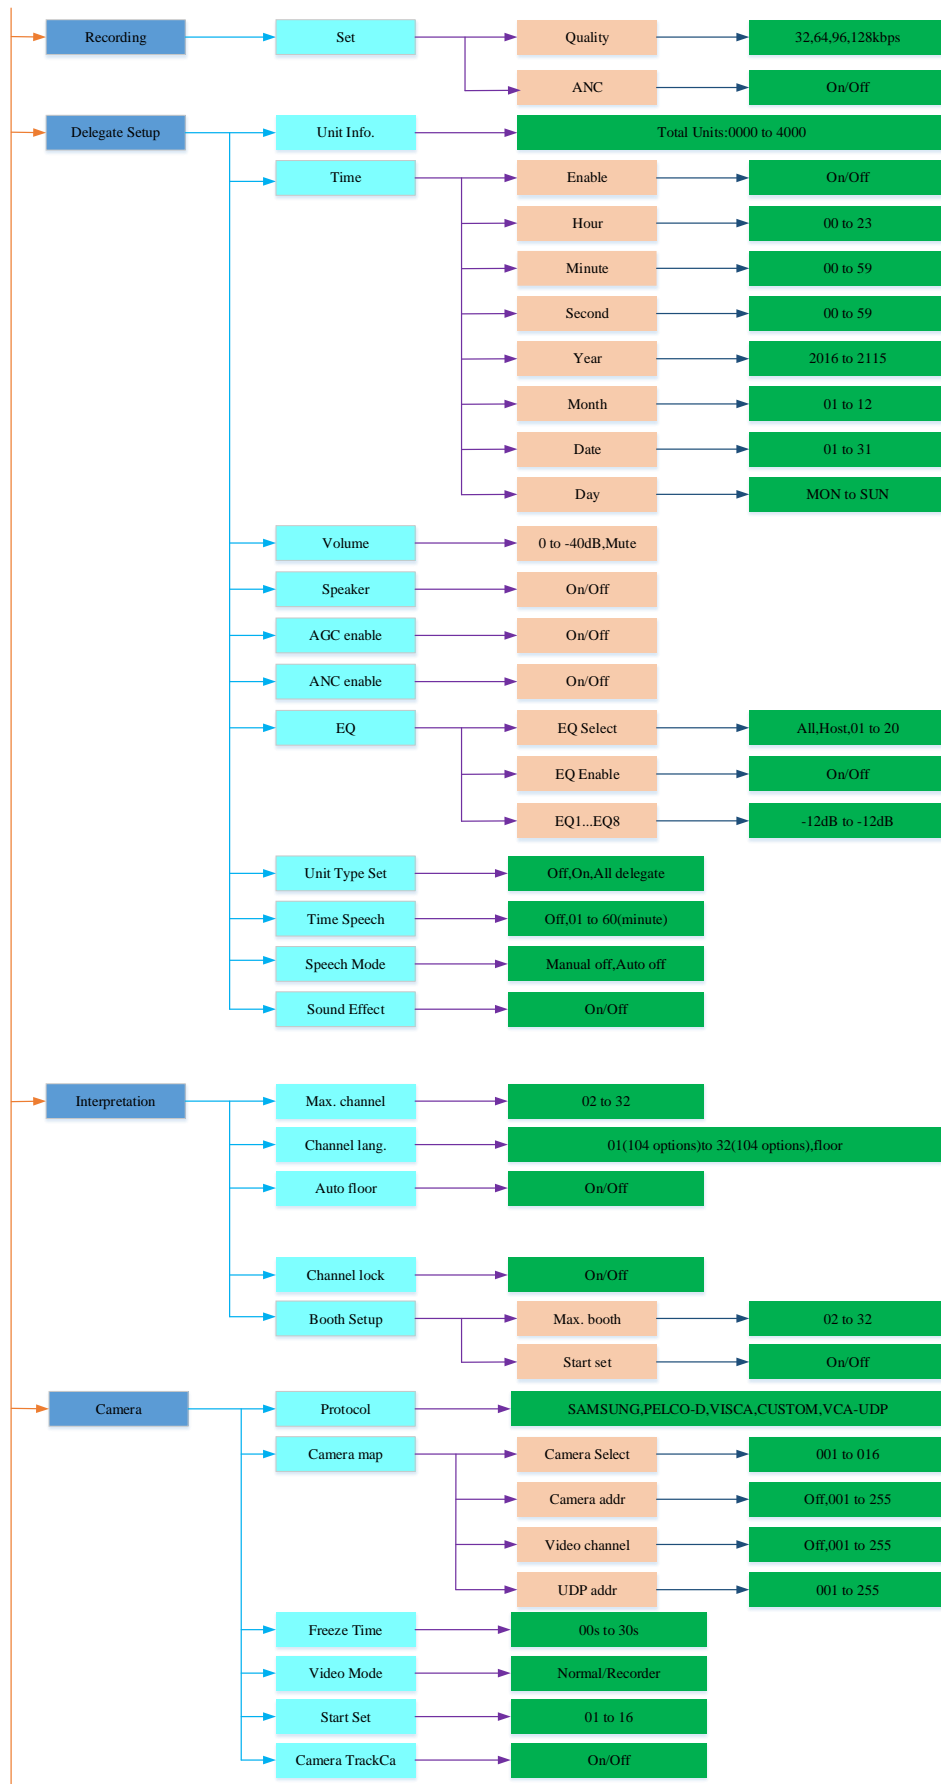 Recording Set Quality 32,64,96,128kbps
ANC On/Off
Delegate Setup Unit Info. Total Units:0000 to 4000
Time Enable On/Off
Hour 00 to 23
Minute 00 to 59
Second 00 to 59
Year 2016 to 2115
Month 01 to 12
Date 01 to 31
Day MON to SUN
Volume 0 to -40dB,Mute
Speaker On/Off
AGC enable On/Off
ANC enable On/Off
EQ EQ Select All,Host,01 to 20
EQ Enable On/Off
EQ1...EQ8 -12dB to -12dB
Unit Type Set Off,On,All delegate
Time Speech Off,01 to 60(minute)
Speech Mode Manual off,Auto off
Sound Effect On/Off
Interpretation Max. channel 02 to 32
Channel lang. 01(104 options)to 32(104 options),floor
Auto floor On/Off
Channel lock On/Off
Booth Setup Max. booth 02 to 32
Start set On/Off
Camera Protocol SAMSUNG,PELCO-D,VISCA,CUSTOM,VCA-UDP
Camera map Camera Select 001 to 016
Camera addr Off,001 to 255
Video channel Off,001 to 255
UDP addr 001 to 255
Freeze Time 00s to 30s
Video Mode Normal/Recorder
Start Set 01 to 16
Camera TrackCa On/Off